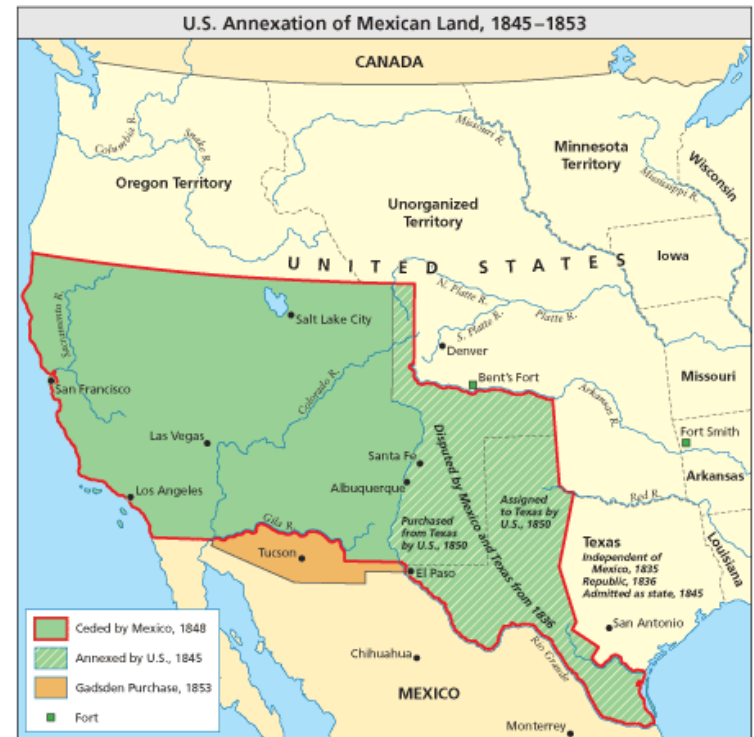 U.S. Annexation of Mexican Land, 1845–1853
CANADA
Columbia R.
Snake R.
Missouri R.
Minnesota
Territory
Wisconsin
Mississippi R.
Oregon Territory
Unorganized
Territory
UNITED STATES
Iowa
N. Platte R.
S. Platte R.
Platte R.
Sacramento R.
Salt Lake City
Denver
Bent's Fort
Missouri
San Francisco
Colorado R.
Arkansas R.
Fort Smith
Las Vegas
Santa Fe
Albuquerque
Disputed by Mexico and Texas from 1836
Arkansas
Los Angeles
Red R.
Gila R.
Purchased
from Texas
by U.S., 1850
Assigned
to Texas by
U.S., 1850
Tucson
El Paso
Texas
Independent of
Mexico, 1835
Republic, 1836
Admitted as state, 1845
Louisiana
San Antonio
Rio Grande
Chihuahua
MEXICO
Monterrey
Ceded by Mexico, 1848
Annexed by U.S., 1845
Gadsden Purchase, 1853
Fort